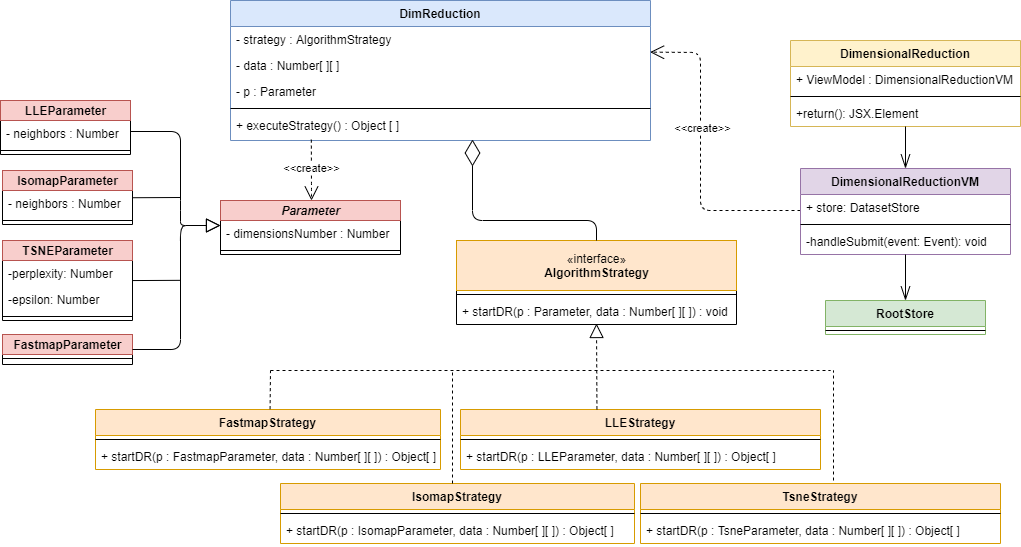 DimReduction
- strategy : AlgorithmStrategy
- data : Number[ ][ ]
- p : Parameter
+ executeStrategy() : Object [ ]
DimensionalReduction
+ ViewModel : DimensionalReductionVM
+return(): JSX.Element
LLEParameter
- neighbors : Number
<<create>>
IsomapParameter
- neighbors : Number
<<create>>
DimensionalReductionVM
+ store: DatasetStore
-handleSubmit(event: Event): void
Parameter
- dimensionsNumber : Number
TSNEParameter
-perplexity: Number
-epsilon: Number
«interface»
AlgorithmStrategy
+ startDR(p : Parameter, data : Number[ ][ ]) : void
RootStore
FastmapParameter
FastmapStrategy
+ startDR(p : FastmapParameter, data : Number[ ][ ]) : Object[ ]
LLEStrategy
+ startDR(p : LLEParameter, data : Number[ ][ ]) : Object[ ]
IsomapStrategy
+ startDR(p : IsomapParameter, data : Number[ ][ ]) : Object[ ]
TsneStrategy
+ startDR(p : TsneParameter, data : Number[ ][ ]) : Object[ ]